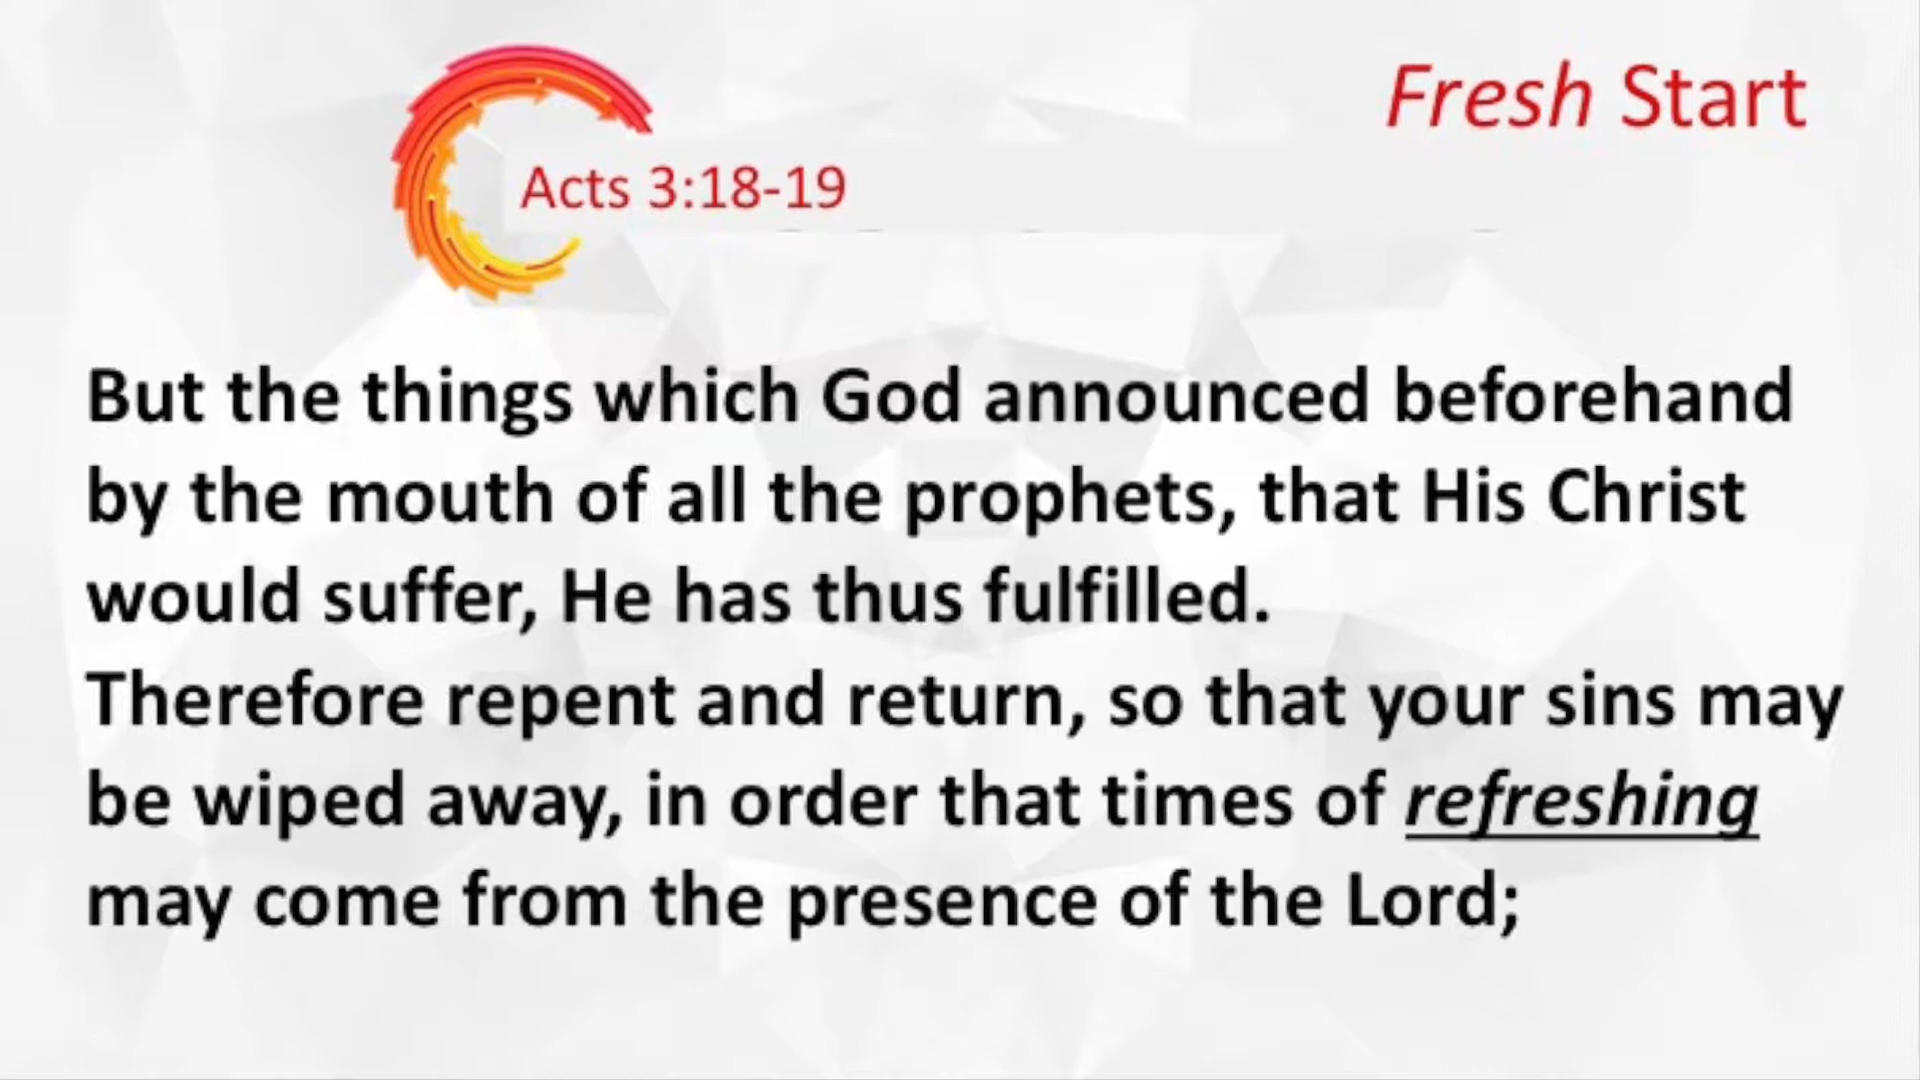 Fresh Start
Acts 3:18-19
But the things which God announced beforehand
by the mouth of all the prophets, that His Christ
would suffer, He has thus fulfilled.
Therefore repent and return, so that your sins may
be wiped away, in order that times of refreshing
may come from the presence of the Lord;